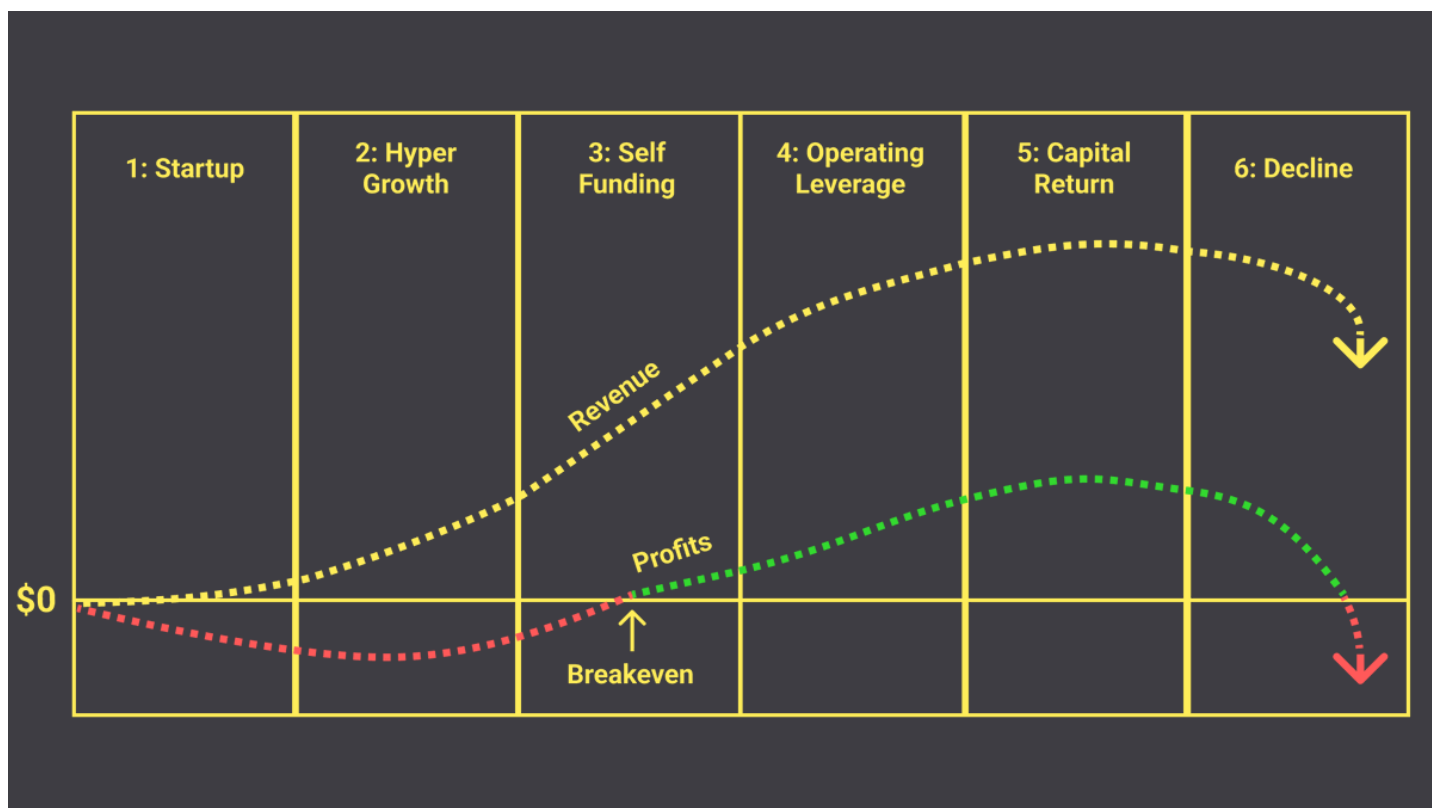 1: Startup
2: Hyper
Growth
3: Self
Funding
4: Operating
Leverage
5: Capital
Return
6: Decline
Revenue
Profits
$0
Breakeven